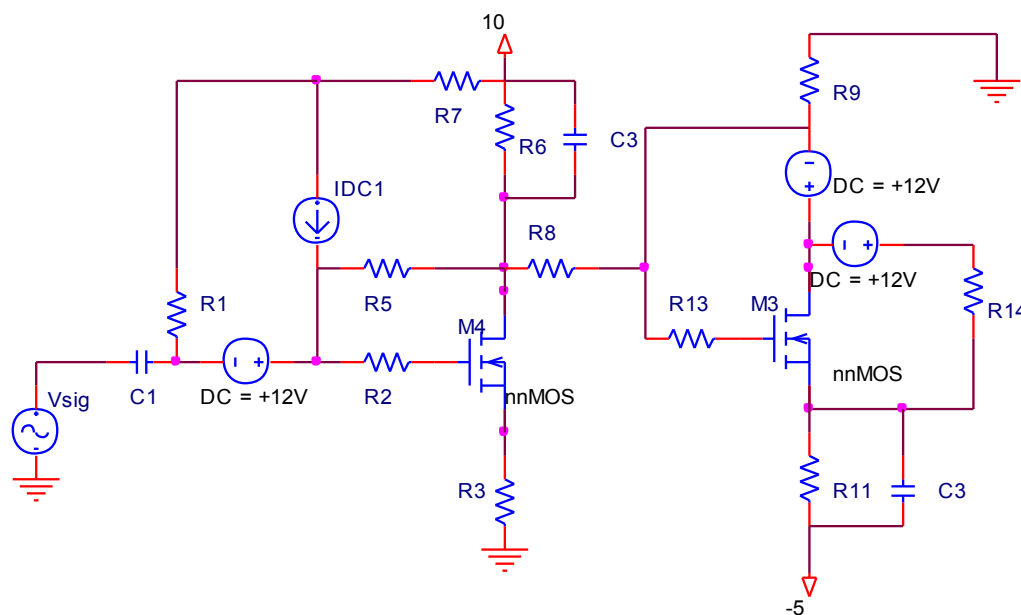 10
R9
R7
R6
C3
DC = +12V
IDC1
R8
DC = +12V
R5
R1
R13
M3
R14
M4
Vsig
C1
DC = +12V
R2
nnMOS
nnMOS
R3
R11
C3
-5